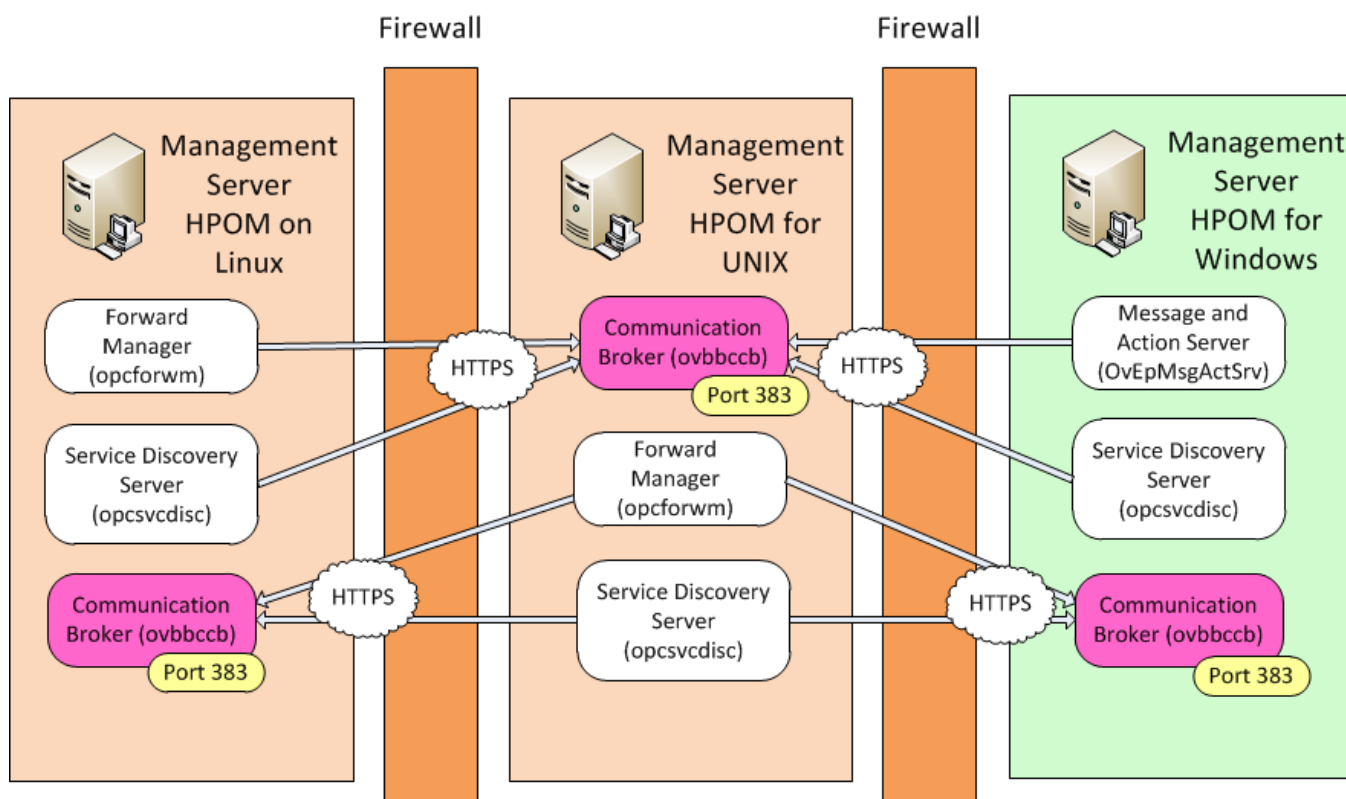 Firewall
Firewall
Management
Server
HPOM on
Linux
Forward
Manager
(opcforwm)
Service Discovery
Server
(opcsvcdisc)
Communication
Broker (ovbbccb)
Port 383
HTTPS
HTTPS
Management
Server
HPOM for
UNIX
Communication
Broker (ovbbccb)
Port 383
Forward
Manager
(opcforwm)
Service Discovery
Server
(opcsvcdisc)
HTTPS
HTTPS
Management
Server
HPOM for
Windows
Message and
Action Server
(OvEpMsgActSrv)
Service Discovery
Server
(opcsvcdisc)
Communication
Broker (ovbbccb)
Port 383